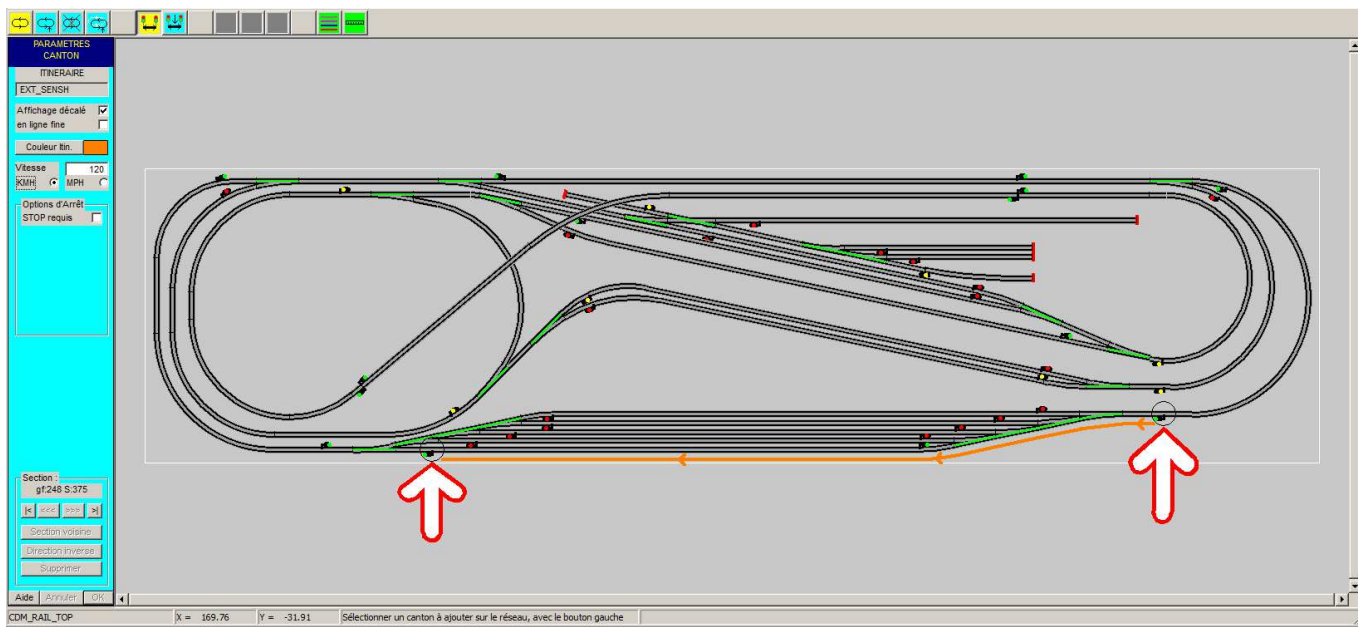 PARAMETRES
CANTON
ITINERAIRE
EXT_SENSH
Affichage décalé
en ligne fine
Couleur Itin.
Vitesse 120
KMH MPH
Options d'Arrêt
STOP requis
Section :
gf:248 S:375
|< <<< >>> >|
Section voisine
Direction inverse
Supprimer
Aide Annuler OK
CDM_RAIL_TOP X = 169.76 Y = -31.91 Sélectionner un canton à ajouter sur le réseau, avec le bouton gauche